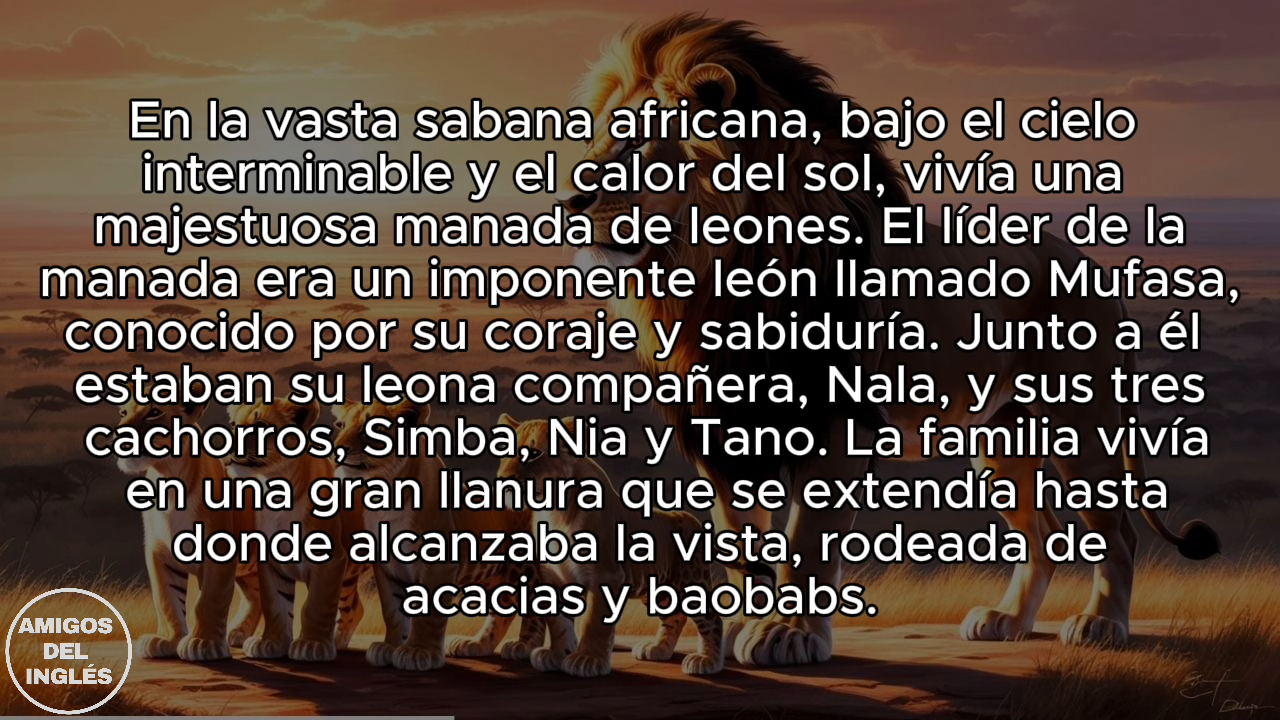 En la vasta sabana africana, bajo el cielo
interminable y el calor del sol, vivía una
majestuosa manada de leones. El líder de la
manada era un imponente león llamado Mufasa,
conocido por su coraje y sabiduría. Junto a él
estaban su leona compañera, Nala, y sus tres
cachorros, Simba, Nia y Tano. La familia vivía
en una gran llanura que se extendía hasta
donde alcanzaba la vista, rodeada de
acacias y baobabs.
AMIGOS
DEL
INGLÉS